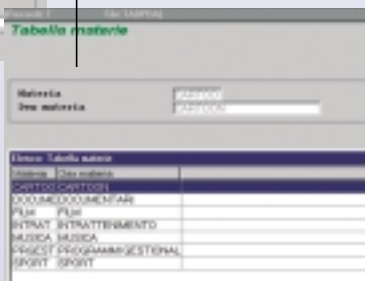 Tabella materie
Materia CARTOON
Des materia CARTOON
Elenco: Tabella materie
Materia Des materia
CARTOO CARTOON
DOCUME DOCUMENTARI
FILM FILM
INTRAT INTRATTENIMENTO
MUSICA MUSICA
PRGEST PROGRAMMI GESTIONAL
SPORT SPORT